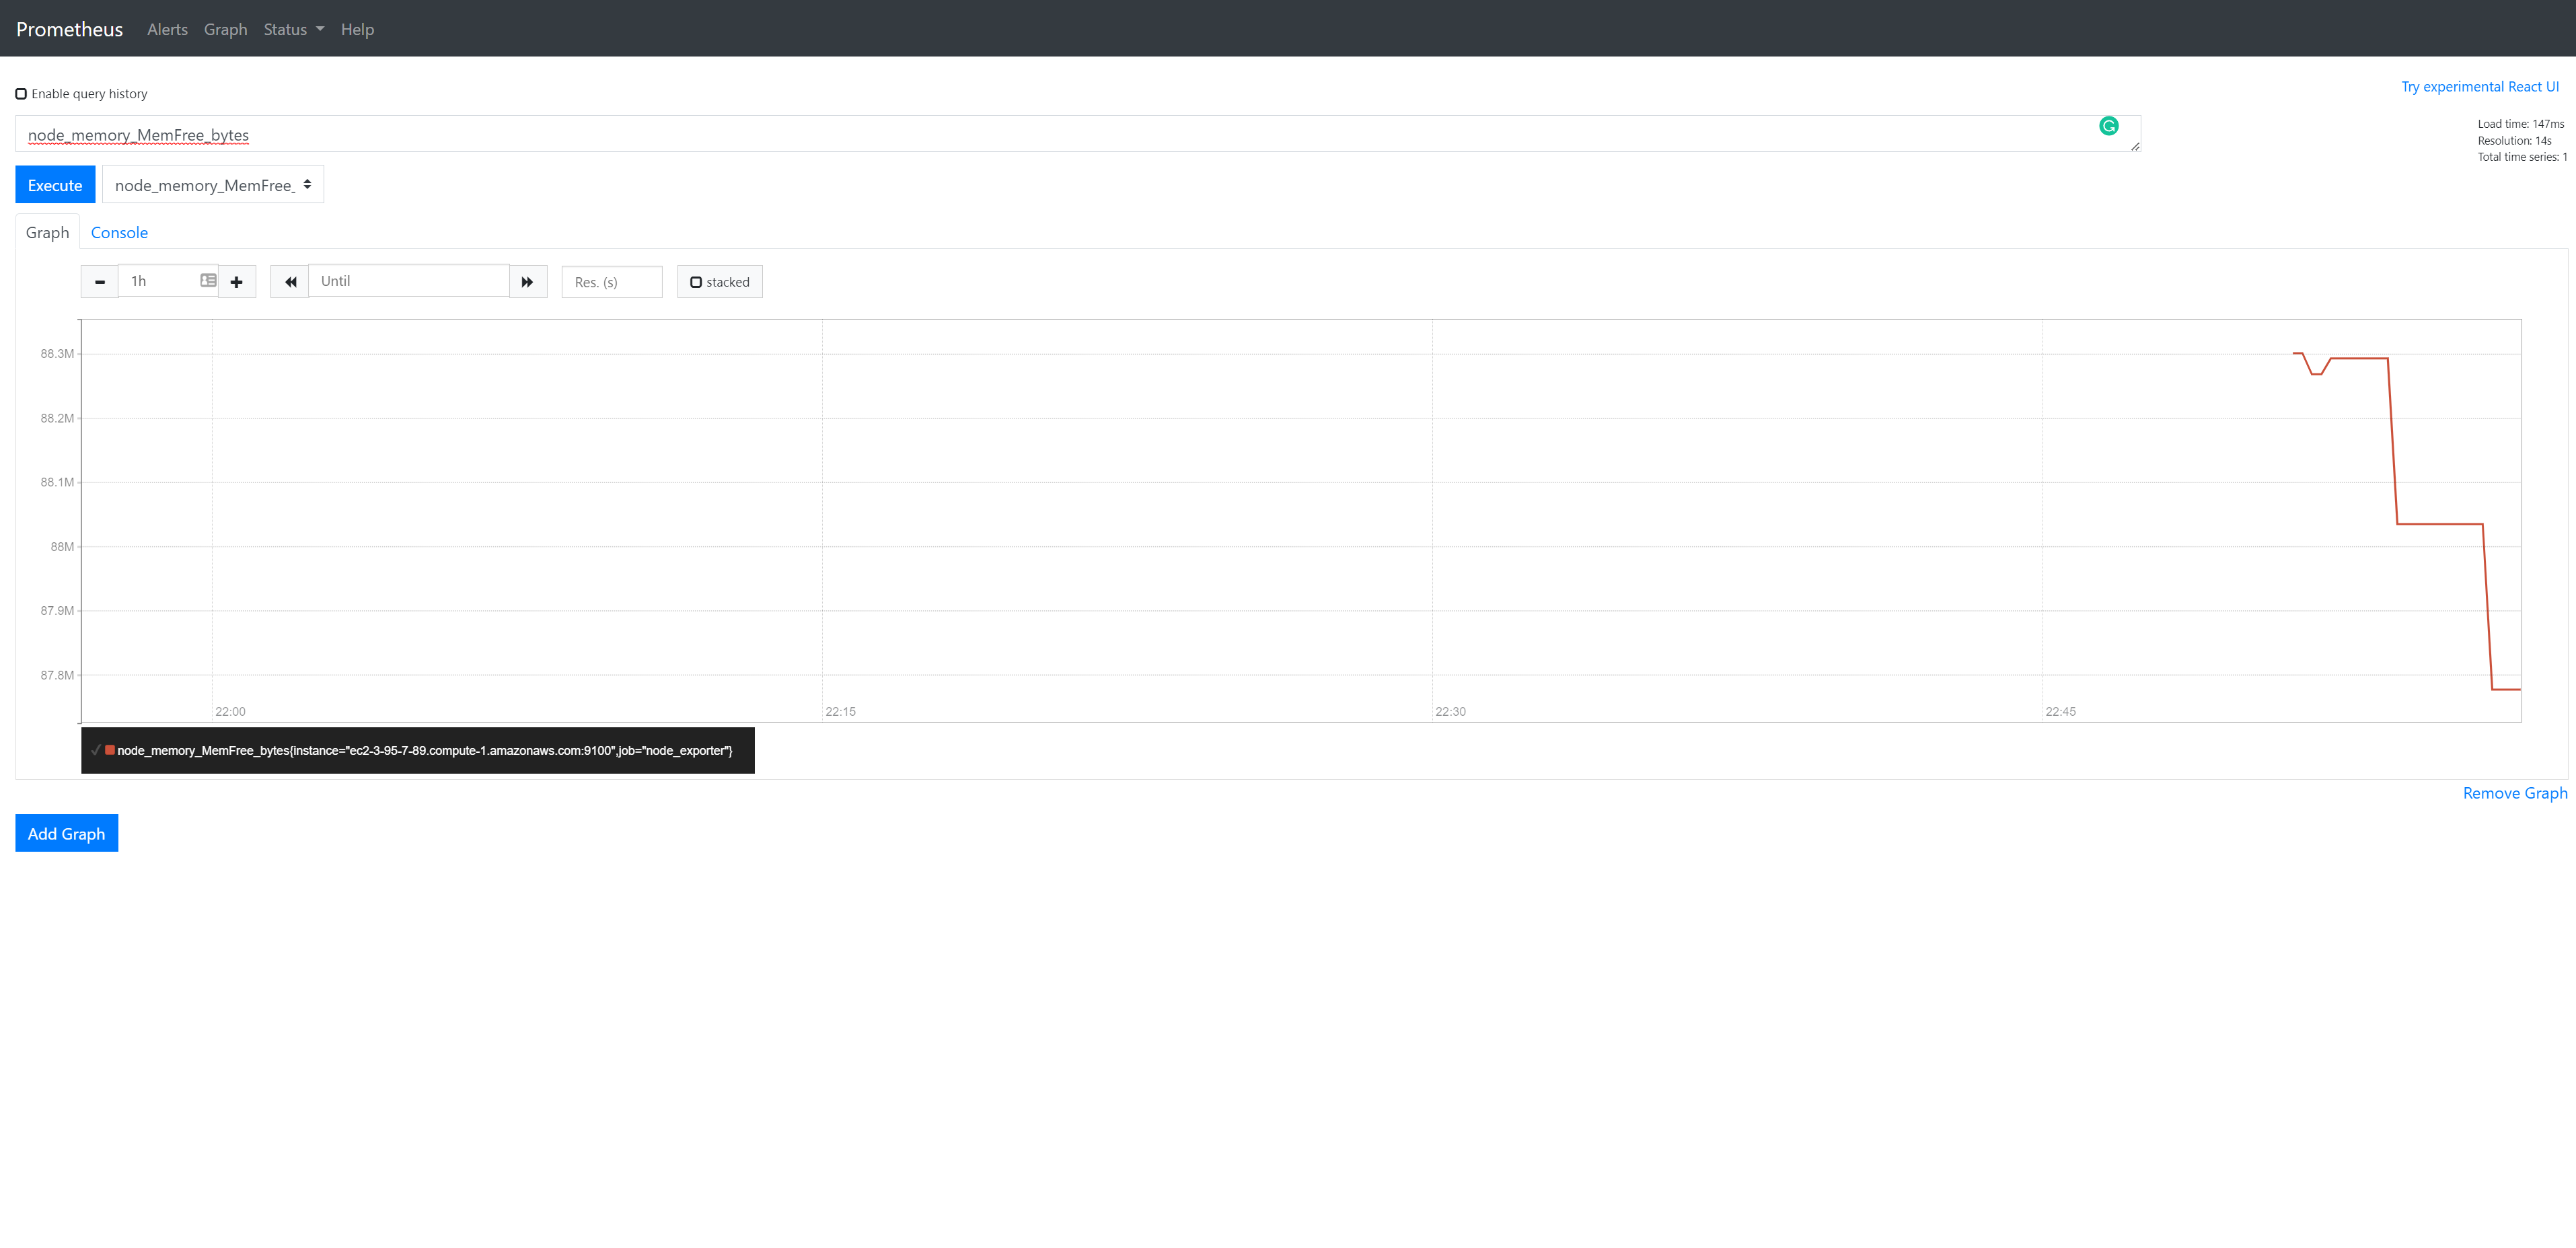 Prometheus Alerts Graph Status Help
Enable query history
Try experimental React UI
node_memory_MemFree_bytes
Load time: 147ms
Resolution: 14s
Total time series: 1
Execute node_memory_MemFree_
Graph Console
1h Until Res. (s) stacked
88.3M
88.2M
88.1M
88M
87.9M
87.8M
22:00 22:15 22:30 22:45
node_memory_MemFree_bytes{instance="ec2-3-95-7-89.compute-1.amazonaws.com:9100",job="node_exporter"}
Remove Graph
Add Graph